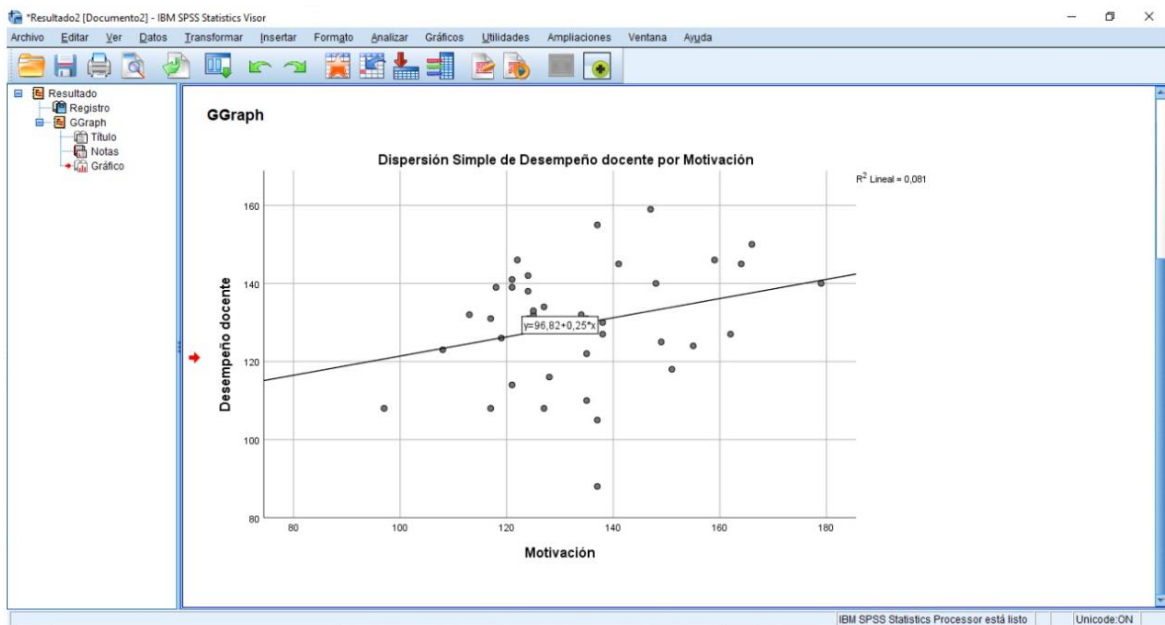 *Resultado2 [Documento2] - IBM SPSS Statistics Visor
Archivo Editar Ver Datos Transformar Insertar Formato Analizar Gráficos Utilidades Ampliaciones Ventana Ayuda
Resultado
Registro
GGraph
Título
Notas
Gráfico
GGraph
Dispersión Simple de Desempeño docente por Motivación
R² Lineal = 0,081
160
140
120
100
80
Desempeño docente
y=96,82+0,25*x
80 100 120 140 160 180
Motivación
IBM SPSS Statistics Processor está listo Unicode:ON